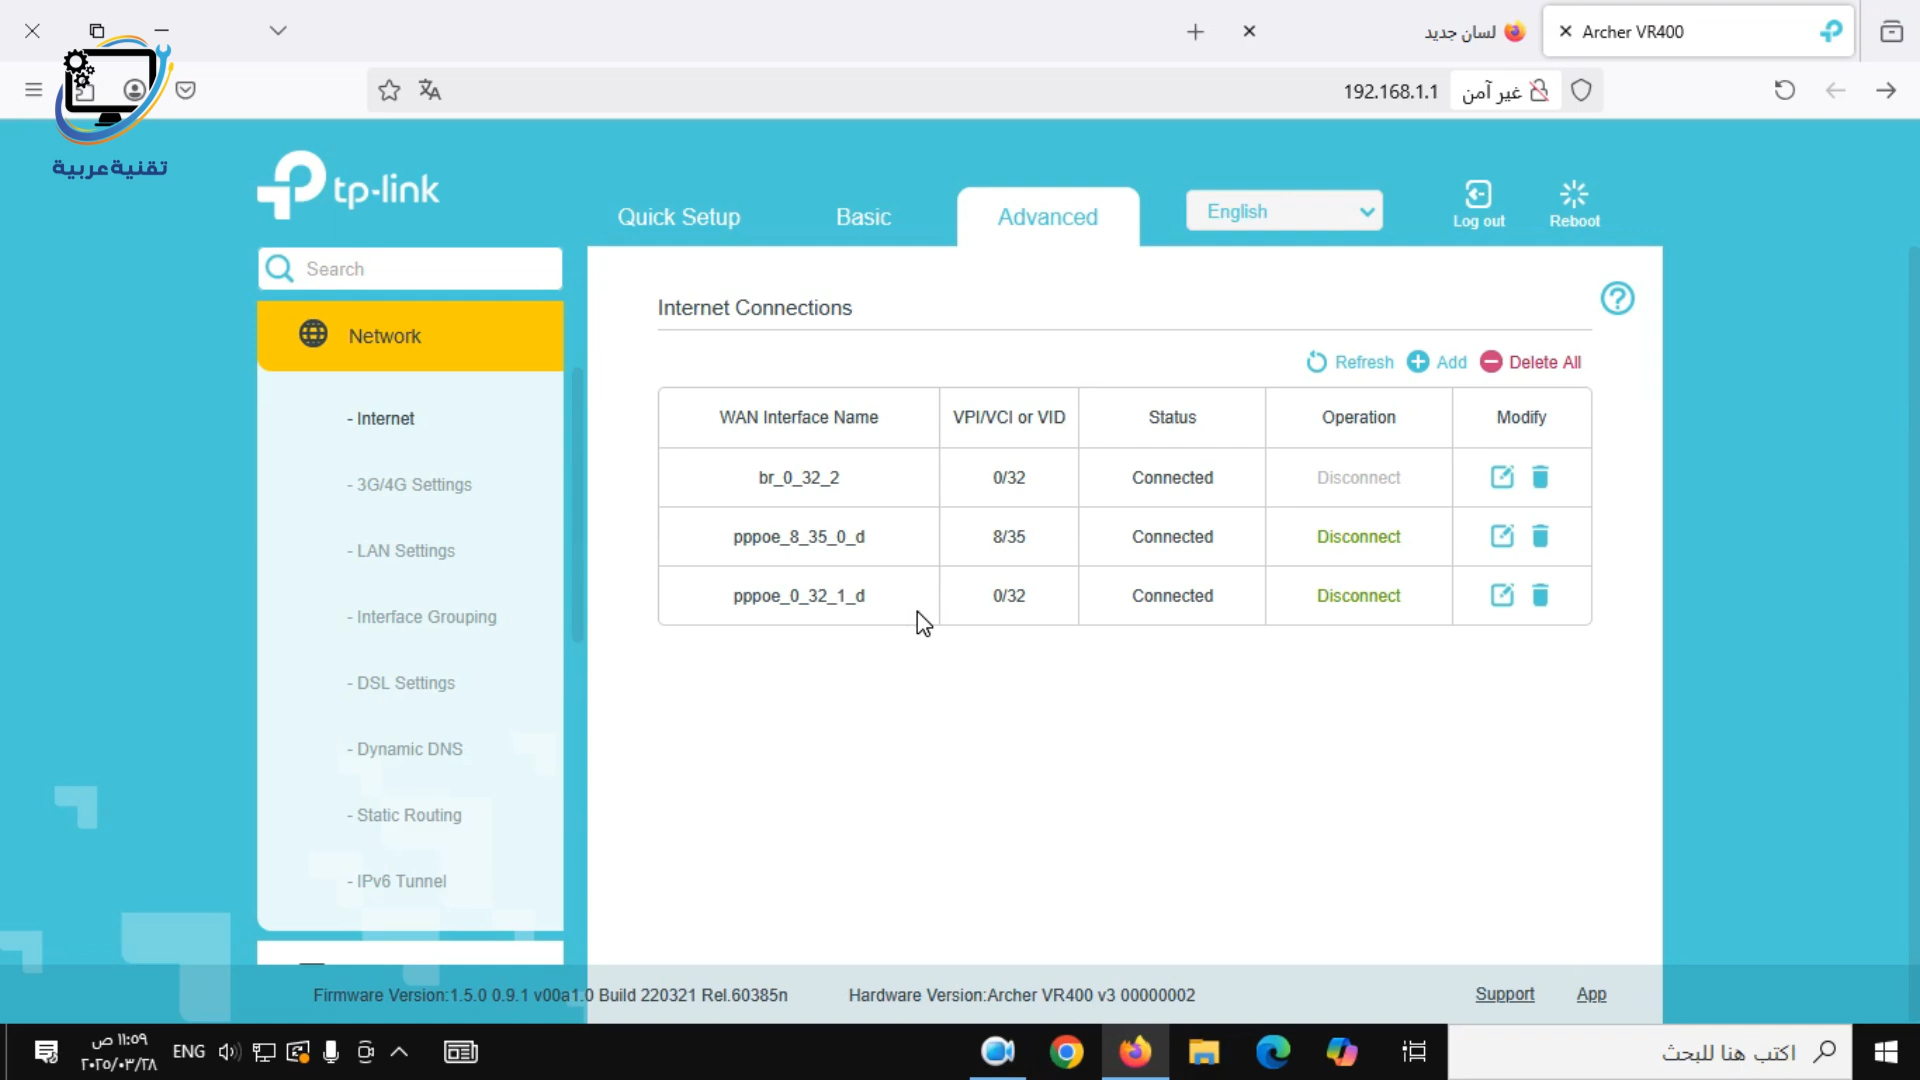 Archer VR400
لسان جديد
غير آمن
192.168.1.1
تقنية عربية
tp-link
Quick Setup
Basic
Advanced
English
Log out
Reboot
Search
Network
- Internet
- 3G/4G Settings
- LAN Settings
- Interface Grouping
- DSL Settings
- Dynamic DNS
- Static Routing
- IPv6 Tunnel
Internet Connections
Refresh Add Delete All
WAN Interface Name VPI/VCI or VID Status Operation Modify
br_0_32_2 0/32 Connected Disconnect
pppoe_8_35_0_d 8/35 Connected Disconnect
pppoe_0_32_1_d 0/32 Connected Disconnect
Firmware Version:1.5.0 0.9.1 v00a1.0 Build 220321 Rel.60385n Hardware Version:Archer VR400 v3 00000002 Support App
١١:٥٩ ص
٢٠٢٥/٠٣/٢٨
ENG
اكتب هنا للبحث